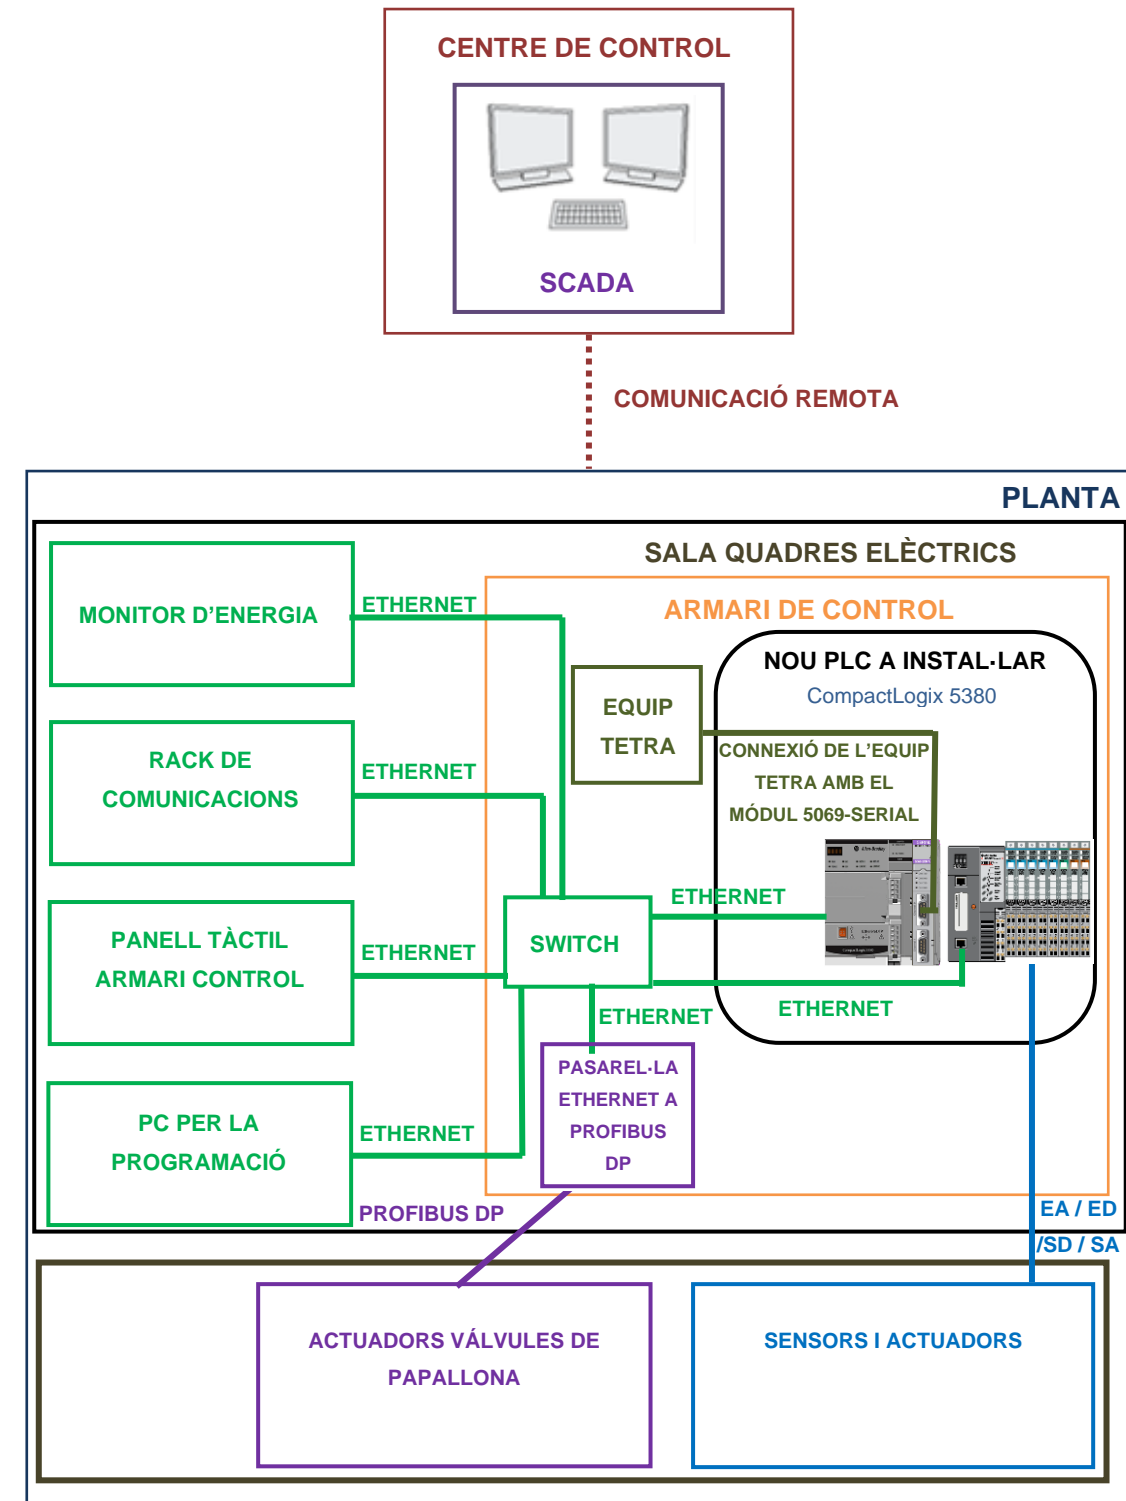 CENTRE DE CONTROL
SCADA
COMUNICACIÓ REMOTA
PLANTA
SALA QUADRES ELÈCTRICS
ARMARI DE CONTROL
MONITOR D'ENERGIA
ETHERNET
NOU PLC A INSTAL·LAR
CompactLogix 5380
EQUIP
TETRA
CONNEXIÓ DE L'EQUIP
TETRA AMB EL
MÓDUL 5069-SERIAL
RACK DE
COMUNICACIONS
ETHERNET
ETHERNET
SWITCH
PANELL TÀCTIL
ARMARI CONTROL
ETHERNET
ETHERNET
ETHERNET
PASAREL·LA
ETHERNET A
PROFIBUS
DP
PC PER LA
PROGRAMACIÓ
ETHERNET
PROFIBUS DP
EA / ED
/SD / SA
ACTUADORS VÁLVULES DE
PAPALLONA
SENSORS I ACTUADORS